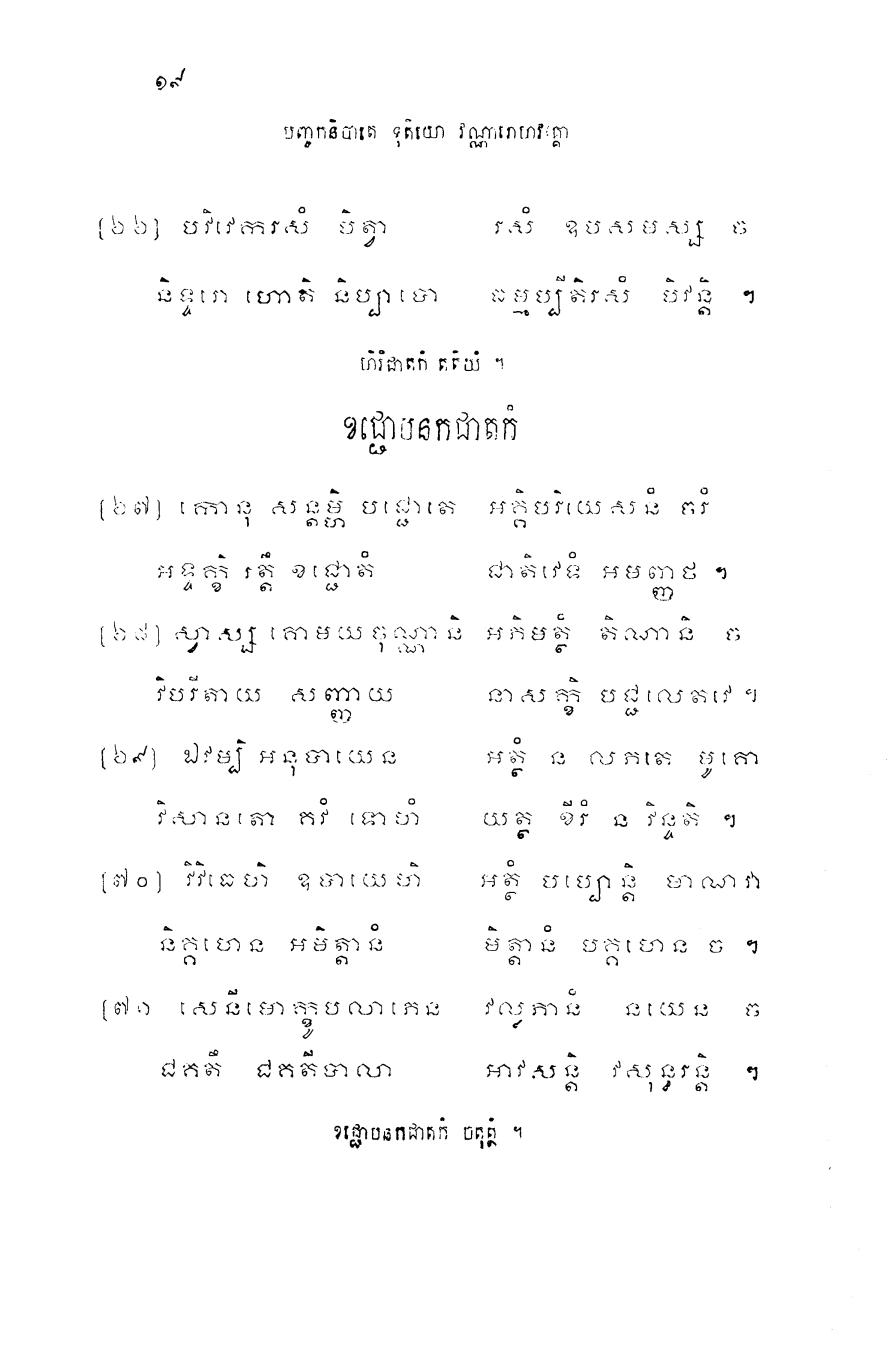 ១៩
បញ្ចកនិបាតេ ទុតិយោ វណ្ណារោហវគ្គោ
[៦៦] បវិវេករសំ បិត្វា រសំ ឧបសមស្ស ច
និទ្ទរោ ហោតិ និប្បាបោ ធម្មប្បីតិរសំ បិវន្តិ ។
ហិរិជាតកំ តតិយំ ។
ខជ្ជោបនកជាតកំ
[៦៧] កោនុ សន្តម្ហិ បជ្ជោតេ អគ្គិបរិយេសនំ ចរំ
អទ្ទក្ខិ រត្តឹ ខជ្ជោតំ ជាតិវេទំ អមញ្ញថ ។
[៦៨] ស្វាស្ស គោមយចុណ្ណានិ អភិមត្ថំ តិណានិ ច
វិបរីតាយ សញ្ញាយ នាសក្ខិ បជ្ជលេតវេ ។
[៦៩] ឯវម្បិ អនុបាយេន អត្ថំ ន លភតេ មូគោ
វិសានតោ គវំ ទោហំ យត្ថ ខីរំ ន វិន្ទតិ ។
[៧០] វិវិធេហិ ឧបាយេហិ អត្ថំ បប្បោន្តិ មាណវា
និគ្គហេន អមិត្តានំ មិត្តានំ បគ្គហេន ច ។
[៧១ សេនីមោក្ខូបលាភេន វល្លភានំ នយេន ច
ជគតឹ ជគតីបាលា អាវសន្តិ វសុន្ធរន្តិ ។
ខជ្ជោបនកជាតកំ ចតុត្ថំ ។